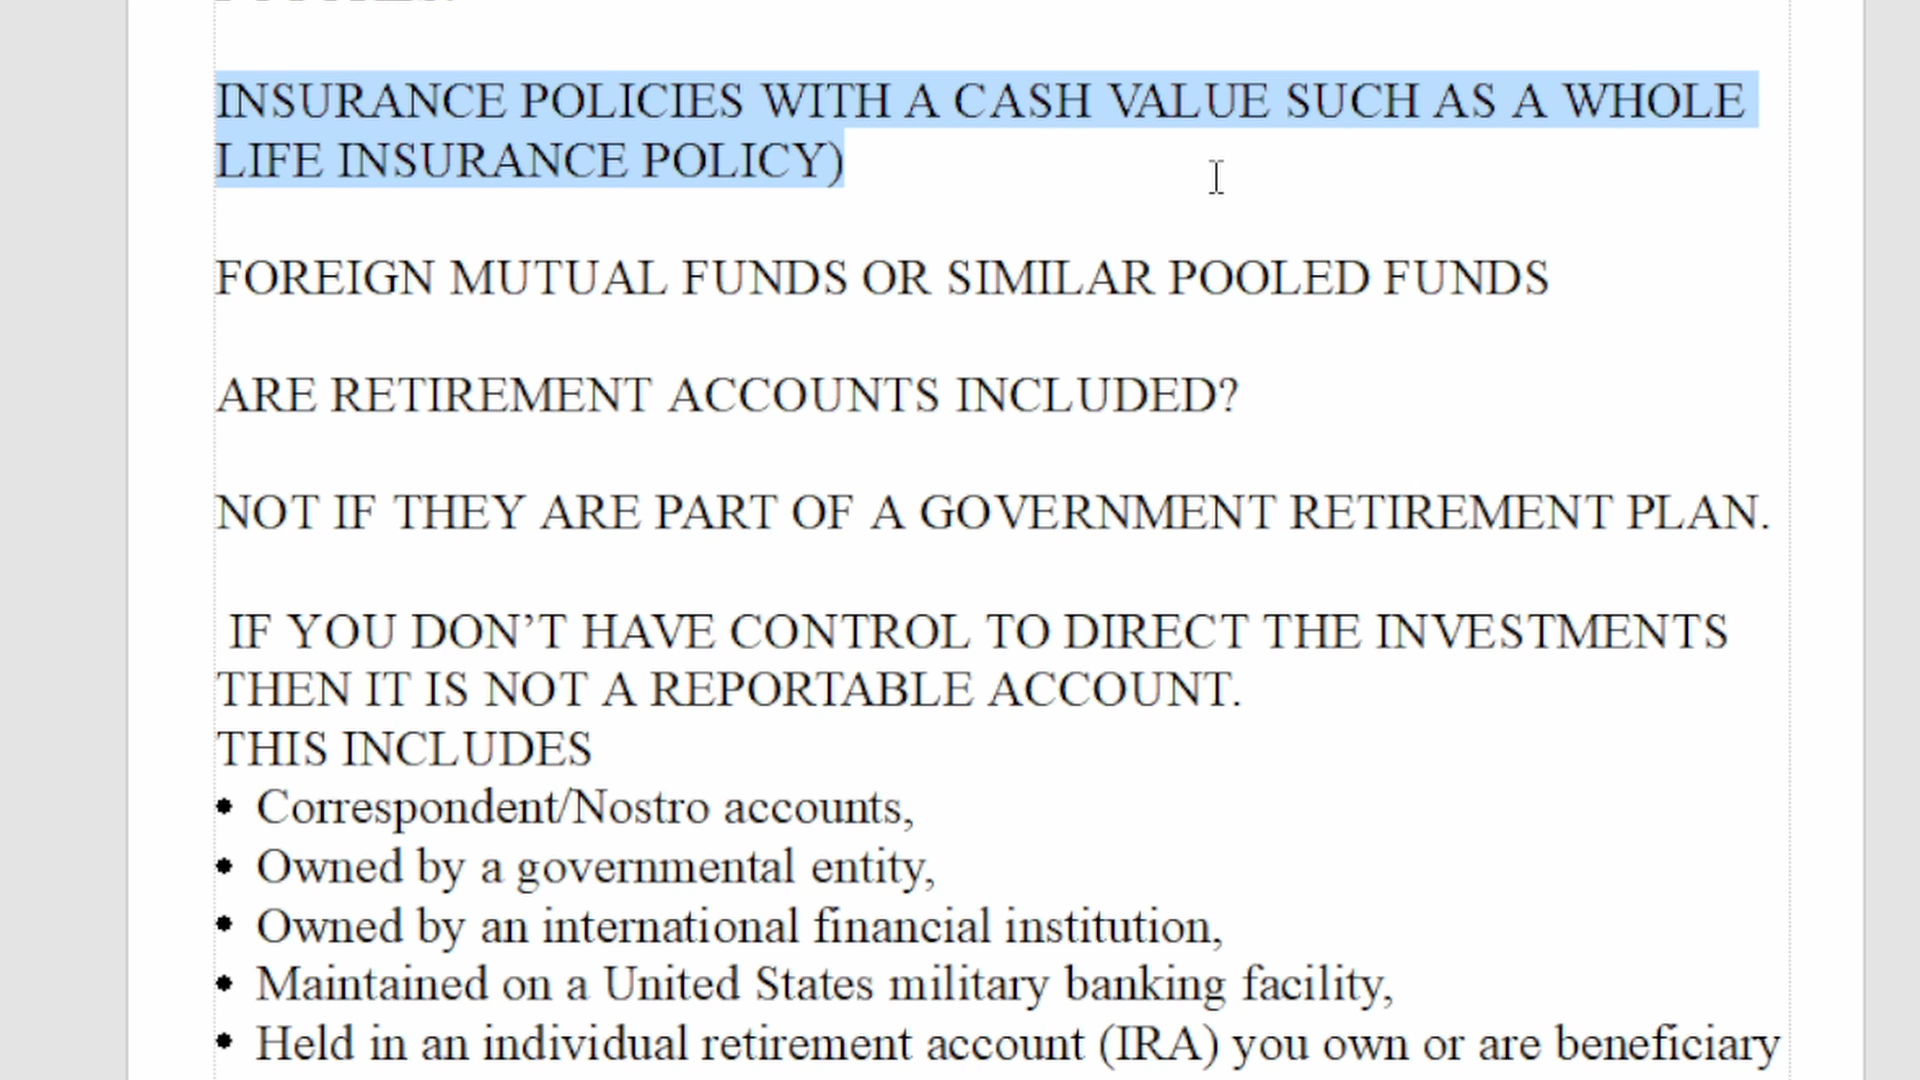 INSURANCE POLICIES WITH A CASH VALUE SUCH AS A WHOLE
LIFE INSURANCE POLICY)
FOREIGN MUTUAL FUNDS OR SIMILAR POOLED FUNDS
ARE RETIREMENT ACCOUNTS INCLUDED?
NOT IF THEY ARE PART OF A GOVERNMENT RETIREMENT PLAN.
IF YOU DON’T HAVE CONTROL TO DIRECT THE INVESTMENTS
THEN IT IS NOT A REPORTABLE ACCOUNT.
THIS INCLUDES
• Correspondent/Nostro accounts,
• Owned by a governmental entity,
• Owned by an international financial institution,
• Maintained on a United States military banking facility,
• Held in an individual retirement account (IRA) you own or are beneficiary